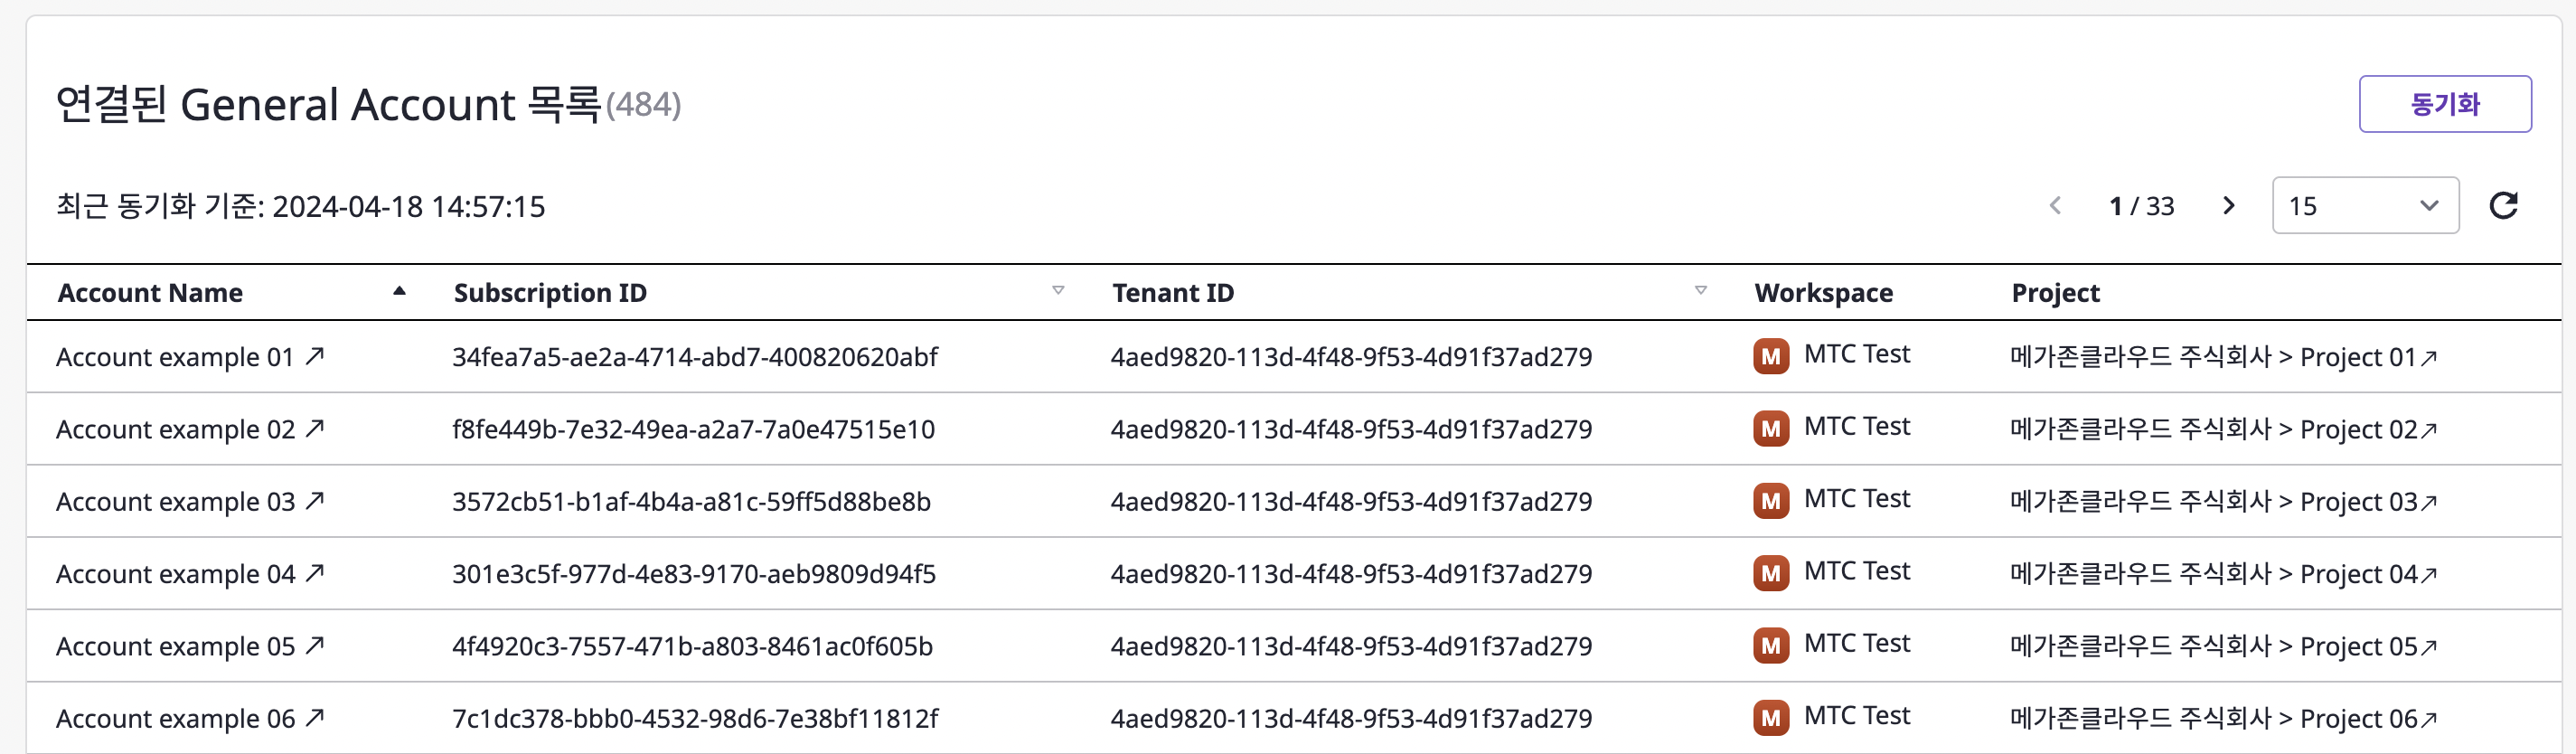 연결된 General Account 목록(484)
동기화
최근 동기화 기준: 2024-04-18 14:57:15
1 / 33
15
Account Name Subscription ID Tenant ID Workspace Project
Account example 01 34fea7a5-ae2a-4714-abd7-400820620abf 4aed9820-113d-4f48-9f53-4d91f37ad279 M MTC Test 메가존클라우드 주식회사 > Project 01
Account example 02 f8fe449b-7e32-49ea-a2a7-7a0e47515e10 4aed9820-113d-4f48-9f53-4d91f37ad279 M MTC Test 메가존클라우드 주식회사 > Project 02
Account example 03 3572cb51-b1af-4b4a-a81c-59ff5d88be8b 4aed9820-113d-4f48-9f53-4d91f37ad279 M MTC Test 메가존클라우드 주식회사 > Project 03
Account example 04 301e3c5f-977d-4e83-9170-aeb9809d94f5 4aed9820-113d-4f48-9f53-4d91f37ad279 M MTC Test 메가존클라우드 주식회사 > Project 04
Account example 05 4f4920c3-7557-471b-a803-8461ac0f605b 4aed9820-113d-4f48-9f53-4d91f37ad279 M MTC Test 메가존클라우드 주식회사 > Project 05
Account example 06 7c1dc378-bbb0-4532-98d6-7e38bf11812f 4aed9820-113d-4f48-9f53-4d91f37ad279 M MTC Test 메가존클라우드 주식회사 > Project 06